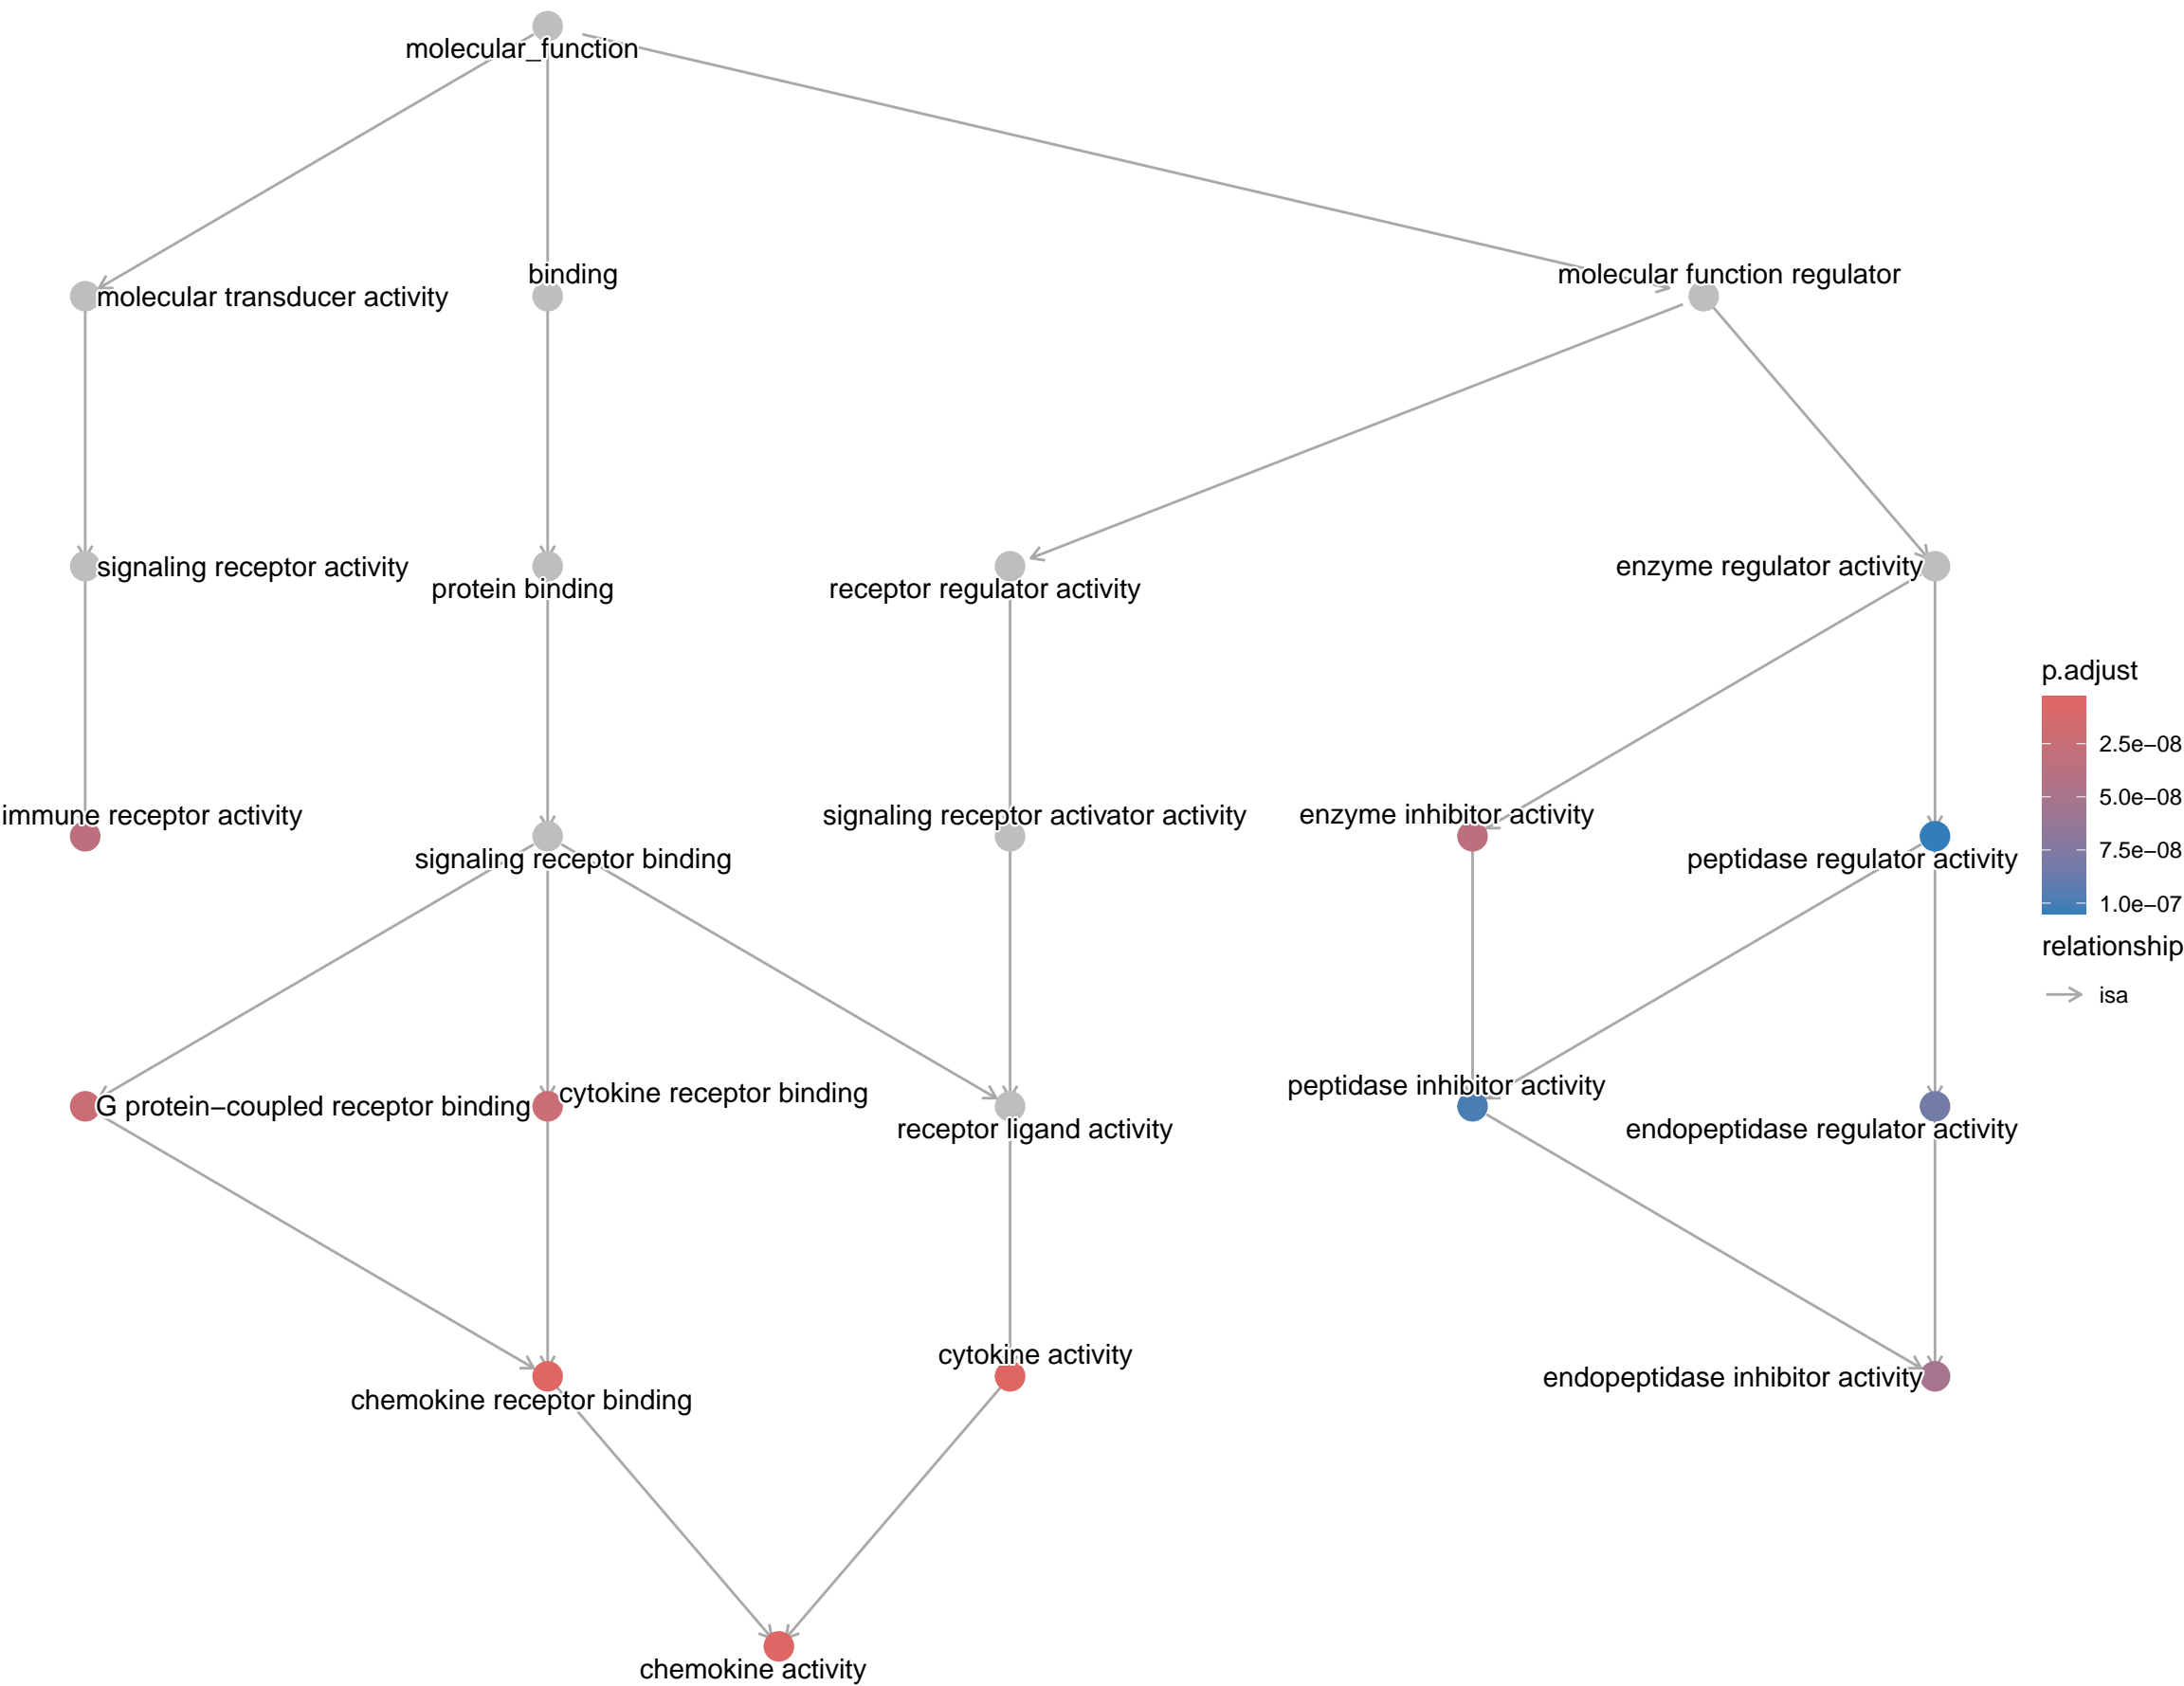 molecular_function
binding
molecular function regulator
molecular transducer activity
signaling receptor activity
protein binding
receptor regulator activity
enzyme regulator activity
immune receptor activity
signaling receptor binding
signaling receptor activator activity
enzyme inhibitor activity
peptidase regulator activity
G protein−coupled receptor binding
cytokine receptor binding
receptor ligand activity
peptidase inhibitor activity
endopeptidase regulator activity
chemokine receptor binding
cytokine activity
endopeptidase inhibitor activity
chemokine activity
p.adjust
2.5e−08
5.0e−08
7.5e−08
1.0e−07
relationship
isa